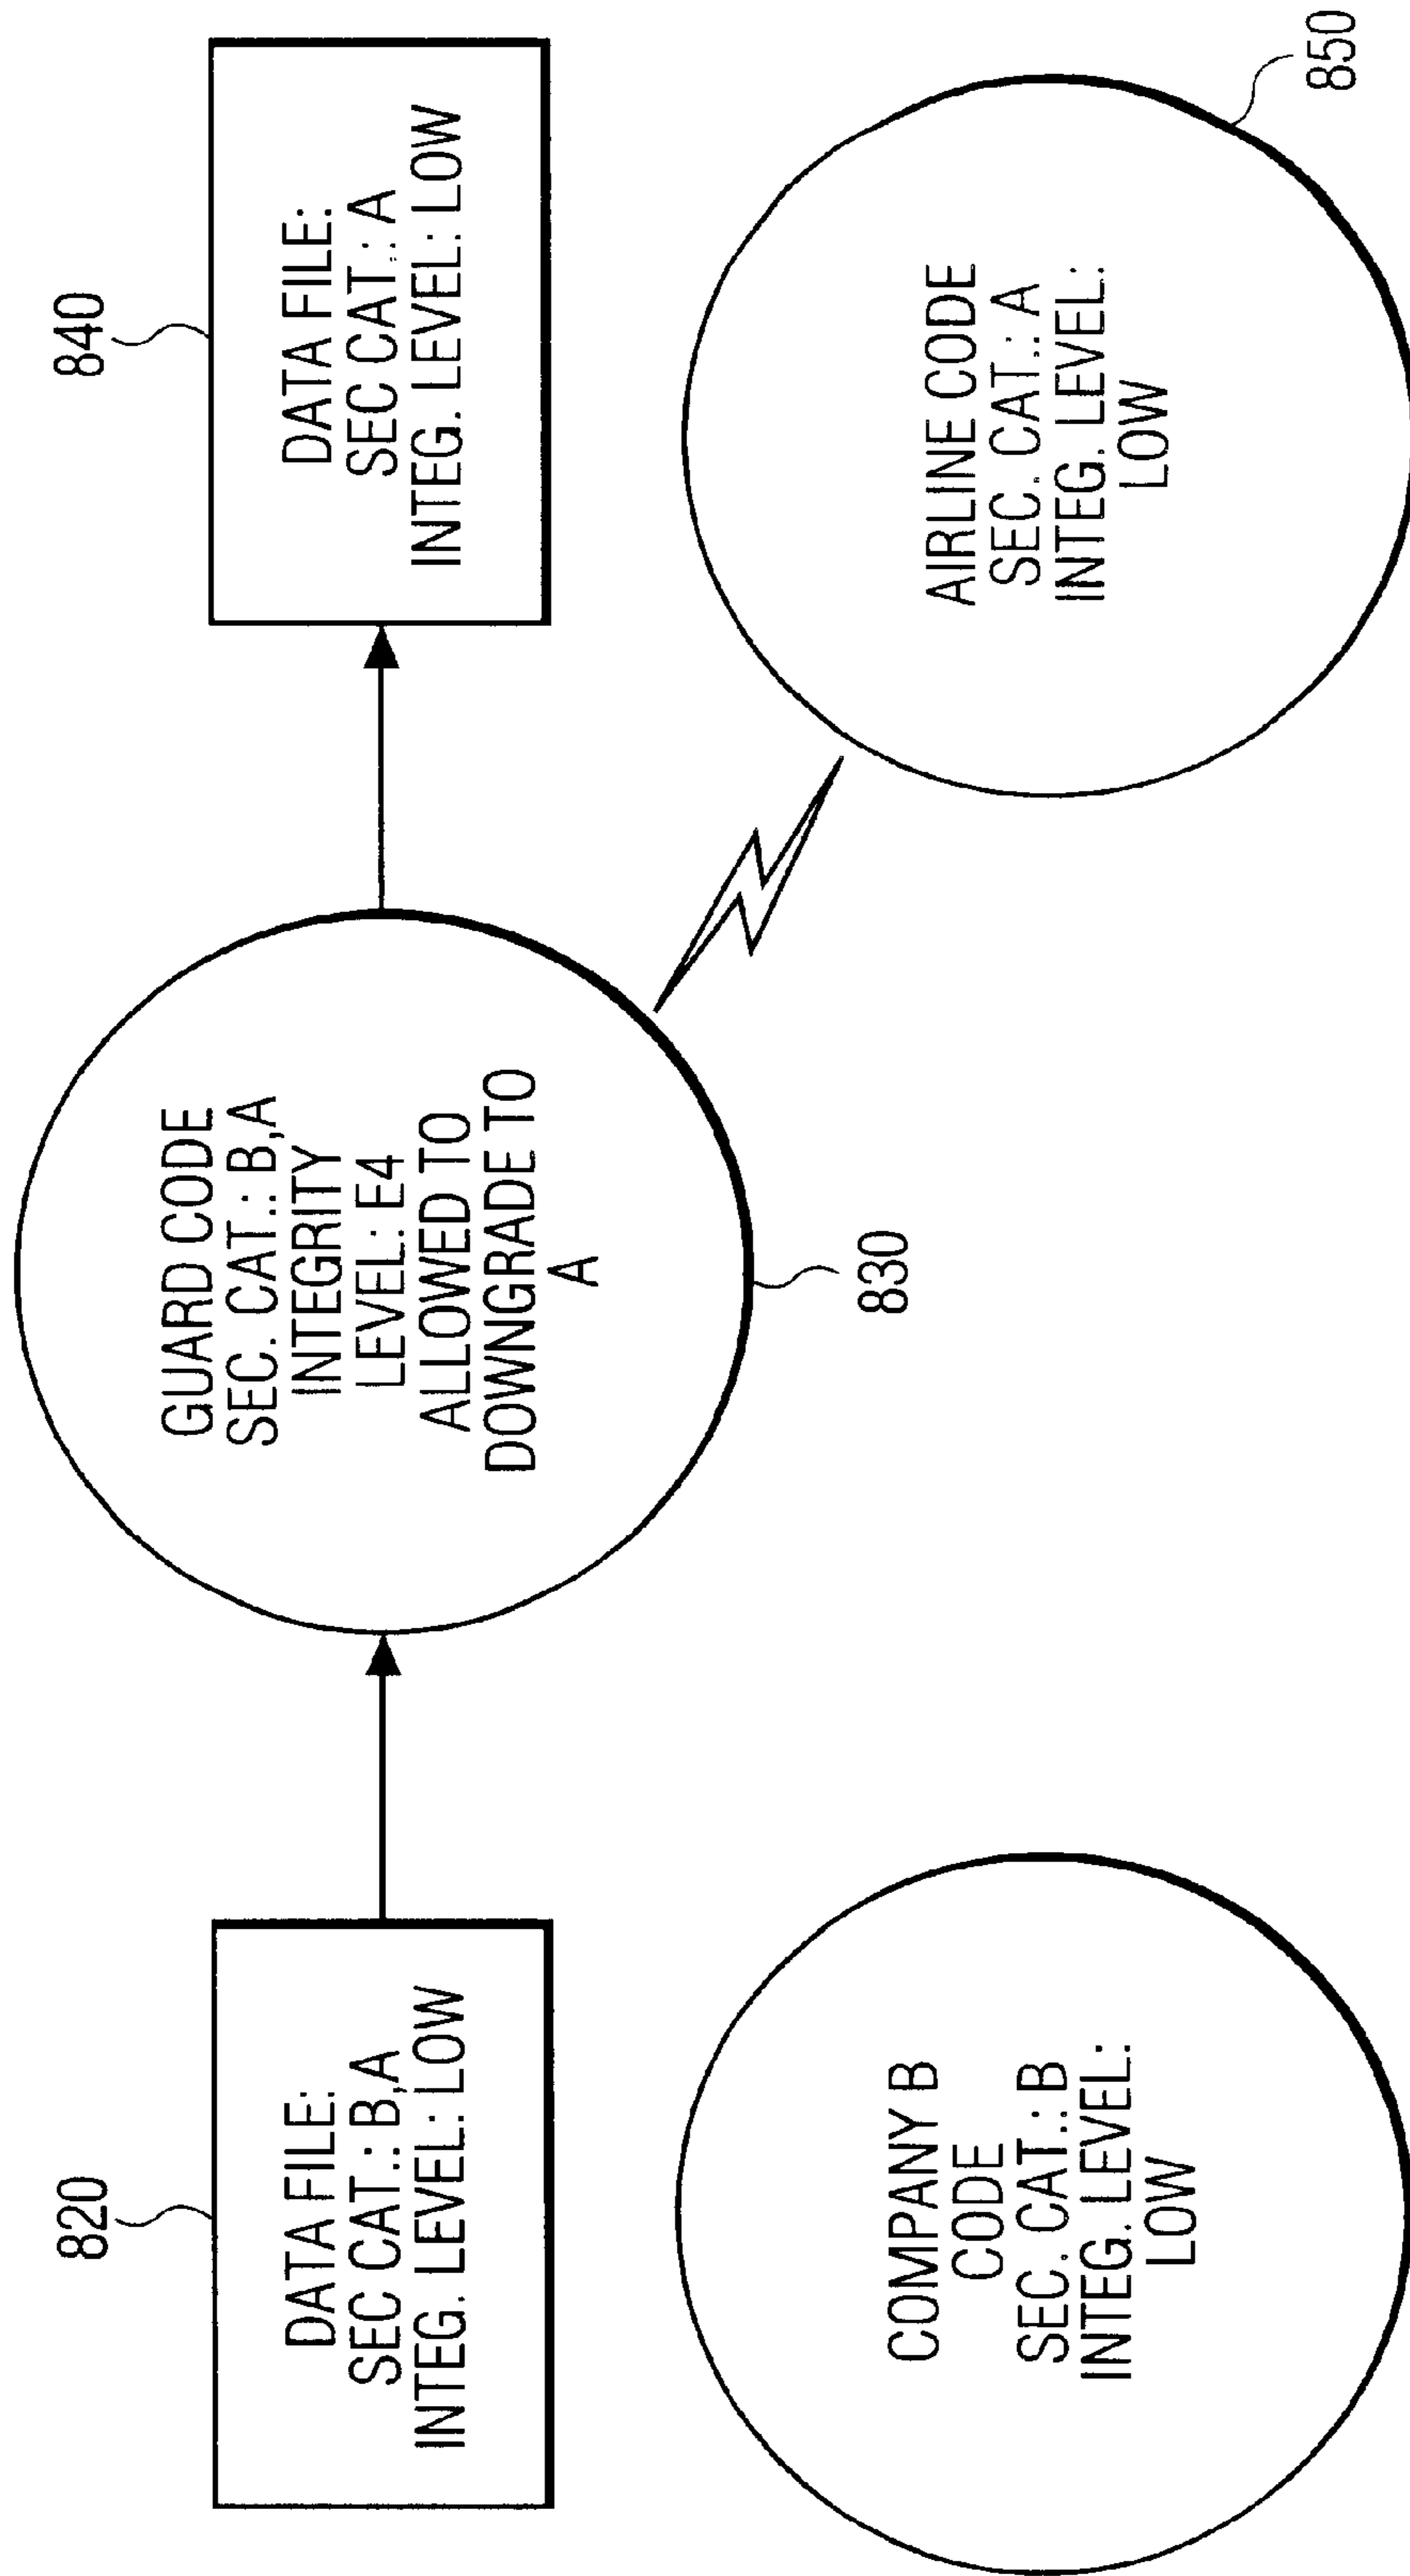 820
DATA FILE:
SEC CAT.: B,A
INTEG. LEVEL: LOW
GUARD CODE
SEC. CAT.: B,A
INTEGRITY
LEVEL: E4
ALLOWED TO
DOWNGRADE TO
A
830
840
DATA FILE:
SEC CAT.: A
INTEG. LEVEL: LOW
COMPANY B
CODE
SEC. CAT.: B
INTEG. LEVEL:
LOW
AIRLINE CODE
SEC. CAT.: A
INTEG. LEVEL:
LOW
850